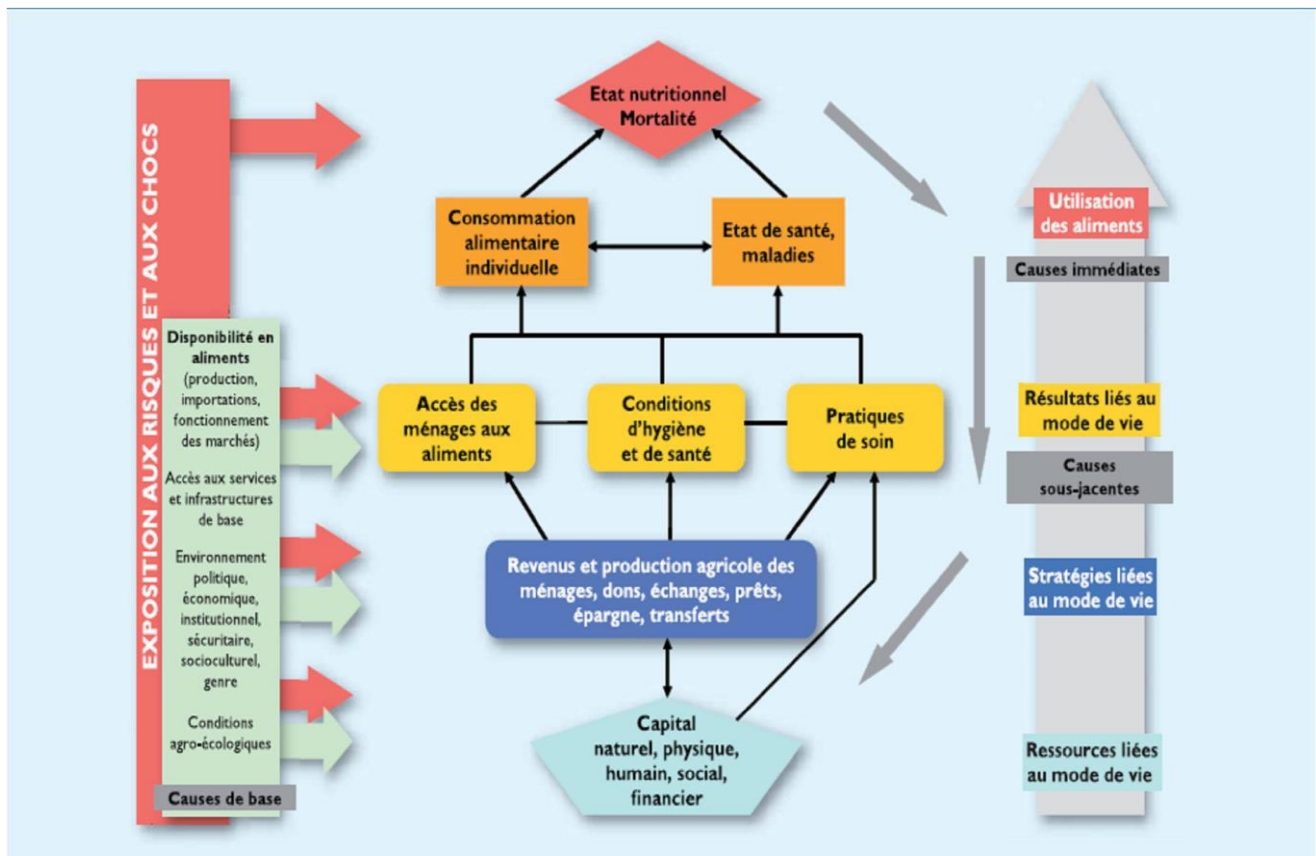 EXPOSITION AUX RISQUES ET AUX CHOCS
Disponibilité en
aliments
(production,
importations,
fonctionnement
des marchés)
Accès aux services
et infrastructures
de base
Environnement
politique,
économique,
institutionnel,
sécuritaire,
socioculturel,
genre
Conditions
agro-écologiques
Causes de base
Etat nutritionnel
Mortalité
Consommation
alimentaire
individuelle
Etat de santé,
maladies
Accès des
ménages aux
aliments
Conditions
d'hygiène
et de santé
Pratiques
de soin
Revenus et production agricole des
ménages, dons, échanges, prêts,
épargne, transferts
Capital
naturel, physique,
humain, social,
financier
Utilisation
des aliments
Causes immédiates
Résultats liés au
mode de vie
Causes
sous-jacentes
Stratégies liées
au mode de vie
Ressources liées
au mode de vie